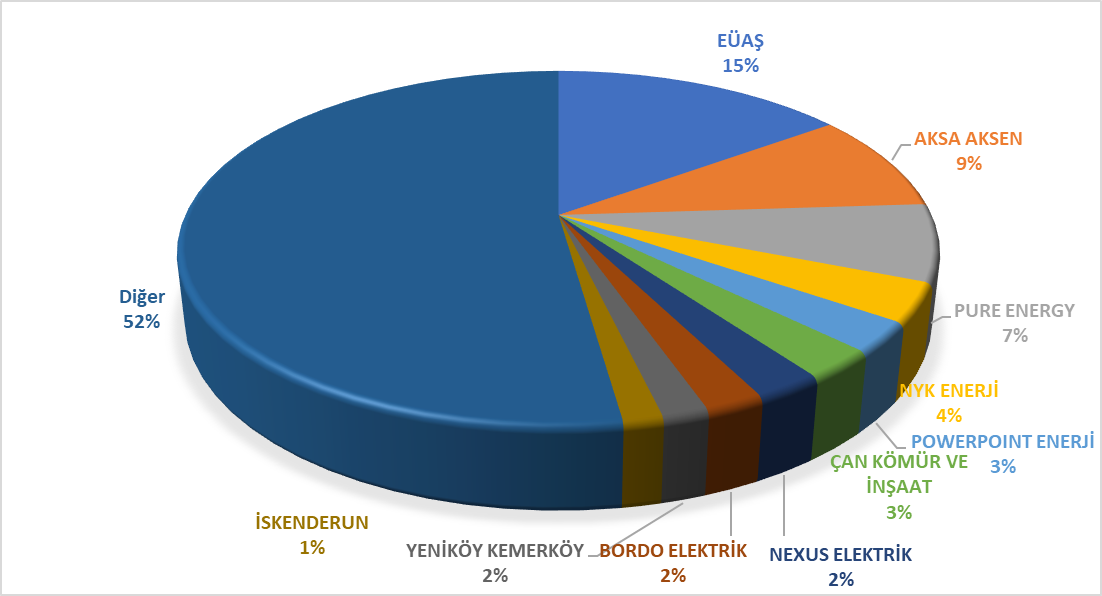 EÜAŞ
15%
AKSA AKSEN
9%
PURE ENERGY
7%
NYK ENERJİ
4%
POWERPOINT ENERJİ
3%
ÇAN KÖMÜR VE
İNŞAAT
3%
NEXUS ELEKTRİK
2%
BORDO ELEKTRİK
2%
YENİKÖY KEMERKÖY
2%
İSKENDERUN
1%
Diğer
52%